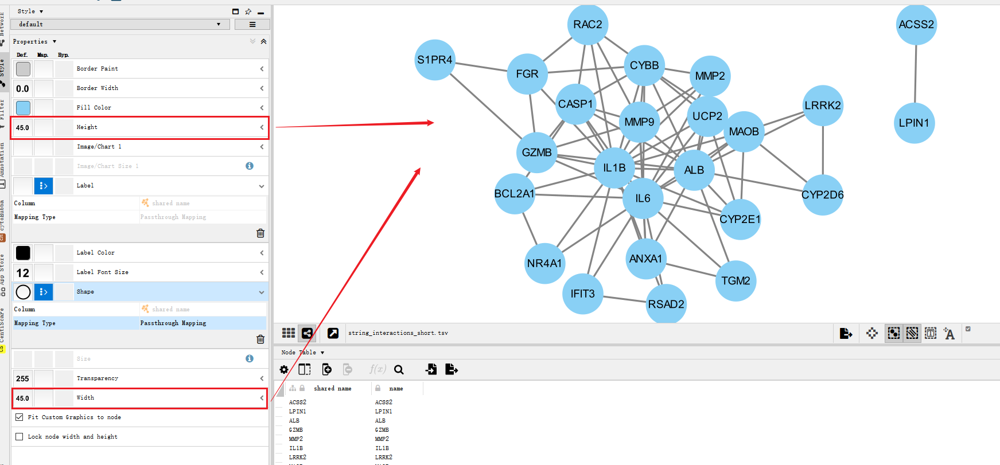 Style ▼
default
Properties ▼
Def. Map. Byp.
Border Paint
0.0 Border Width
Fill Color
45.0 Height
Image/Chart 1
Image/Chart Size 1
Label
Column shared name
Mapping Type Passthrough Mapping
Label Color
12 Label Font Size
Shape
Column shared name
Mapping Type Passthrough Mapping
Size
255 Transparency
45.0 Width
Fit Custom Graphics to node
Lock node width and height
Network
Style
Filter
Annotation
cytoHubba
CH
App Store
CentiScaPe
CS
RAC2
ACSS2
S1PR4
FGR
CYBB
MMP2
CASP1
LRRK2
MMP9
UCP2
LPIN1
MAOB
GZMB
IL1B
ALB
BCL2A1
IL6
CYP2D6
CYP2E1
NR4A1
ANXA1
TGM2
IFIT3
RSAD2
string_interactions_short.tsv
Node Table ▼
f(x)
shared name name
ACSS2 ACSS2
LPIN1 LPIN1
ALB ALB
GZMB GZMB
MMP2 MMP2
IL1B IL1B
LRRK2 LRRK2